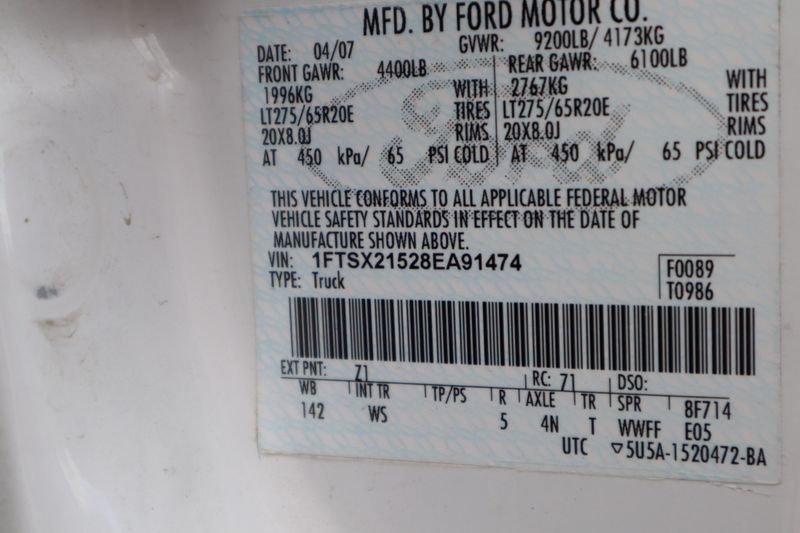 MFD. BY FORD MOTOR CO.
DATE: 04/07 GVWR: 9200LB/ 4173KG
FRONT GAWR: 4400LB REAR GAWR: 6100LB
1996KG WITH 2767KG WITH
LT275/65R20E TIRES LT275/65R20E TIRES
20X8.0J RIMS 20X8.0J RIMS
AT 450 kPa/ 65 PSI COLD AT 450 kPa/ 65 PSI COLD
Ford
THIS VEHICLE CONFORMS TO ALL APPLICABLE FEDERAL MOTOR
VEHICLE SAFETY STANDARDS IN EFFECT ON THE DATE OF
MANUFACTURE SHOWN ABOVE.
VIN: 1FTSX21528EA91474 F0089
TYPE: Truck T0986
EXT PNT: Z1 RC: 71 DSO:
WB INT TR TP/PS R AXLE TR SPR 8F714
142 WS 5 4N T WWFF E05
UTC ▽5U5A-1520472-BA